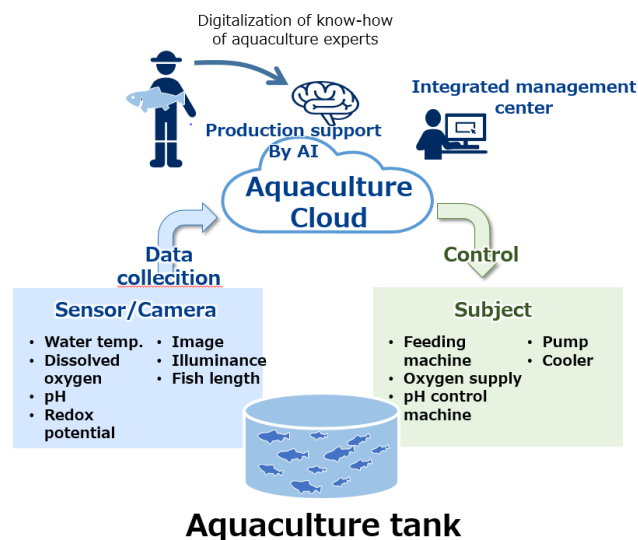 Digitalization of know-how
of aquaculture experts
Integrated management
center
Production support
By AI
Aquaculture
Cloud
Data
collecition
Control
Sensor/Camera
• Water temp.
• Dissolved
oxygen
• pH
• Redox
potential
• Image
• Illuminance
• Fish length
Subject
• Feeding
machine
• Oxygen supply
• pH control
machine
• Pump
• Cooler
Aquaculture tank